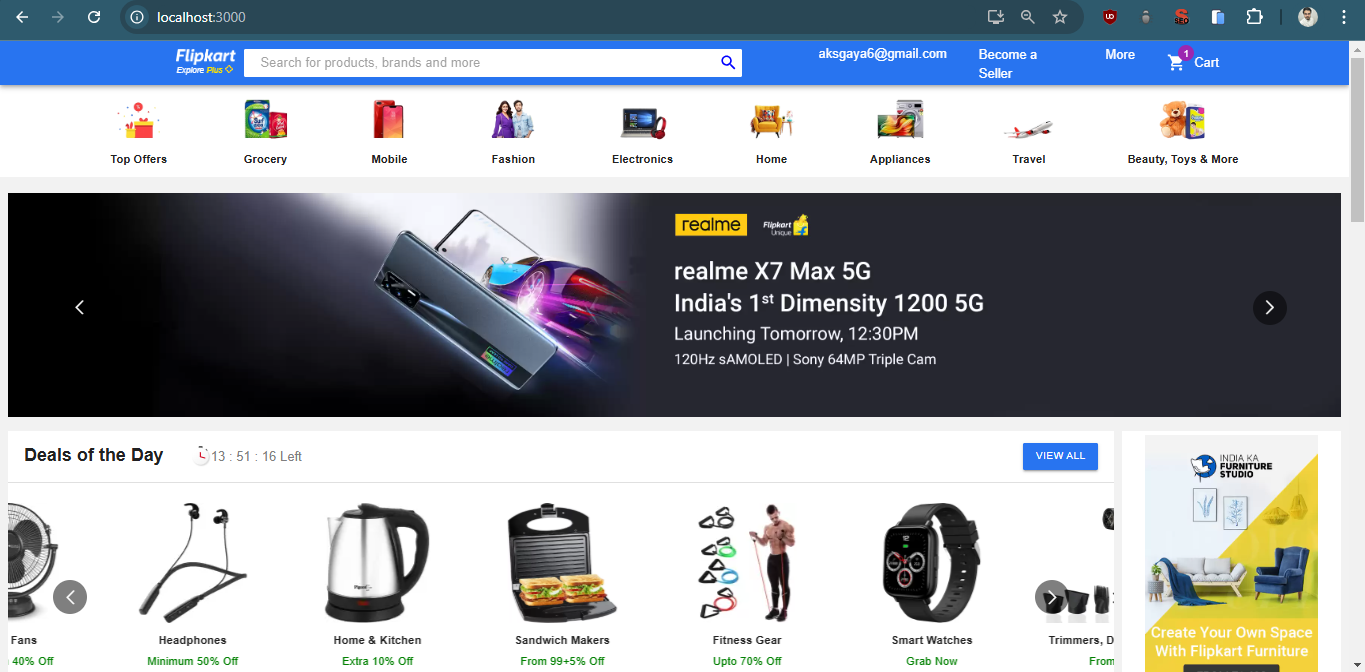 localhost:3000
UD
SEO
Flipkart
Explore Plus
Search for products, brands and more
aksgaya6@gmail.com
Become a
Seller
More
1
Cart
Top Offers
Grocery
Mobile
Fashion
Electronics
Home
Appliances
Travel
Beauty, Toys & More
realme
Flipkart
Unique
realme X7 Max 5G
India's 1st Dimensity 1200 5G
Launching Tomorrow, 12:30PM
120Hz sAMOLED | Sony 64MP Triple Cam
Deals of the Day
13 : 51 : 16 Left
VIEW ALL
INDIA KA
FURNITURE
STUDIO
Fans
40% Off
Headphones
Minimum 50% Off
Home & Kitchen
Extra 10% Off
Sandwich Makers
From 99+5% Off
Fitness Gear
Upto 70% Off
Smart Watches
Grab Now
Trimmers, D
From
Create Your Own Space
With Flipkart Furniture